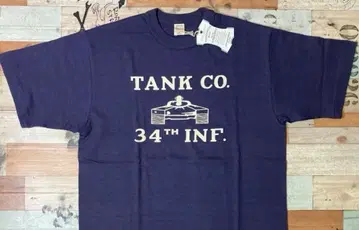 TANK CO.
34TH INF.